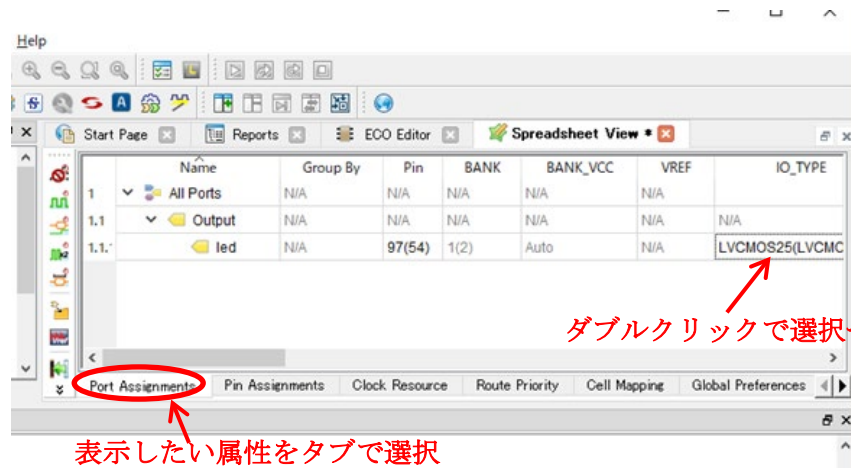 Help
Start Page Reports ECO Editor Spreadsheet View *
Name Group By Pin BANK BANK_VCC VREF IO_TYPE
1 All Ports N/A N/A N/A N/A N/A
1.1 Output N/A N/A N/A N/A N/A N/A
1.1. led N/A 97(54) 1(2) Auto N/A LVCMOS25(LVCMO
ダブルクリックで選択
Port Assignments Pin Assignments Clock Resource Route Priority Cell Mapping Global Preferences
表示したい属性をタブで選択